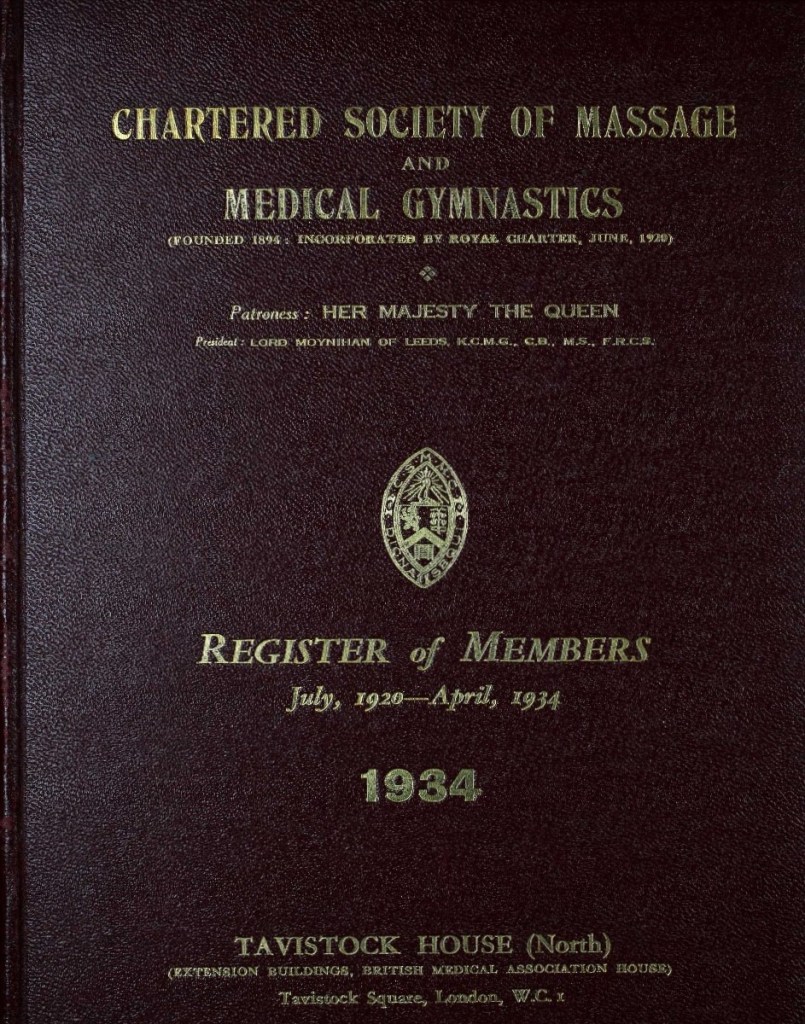 CHARTERED SOCIETY OF MASSAGE
AND
MEDICAL GYMNASTICS
(FOUNDED 1894: INCORPORATED BY ROYAL CHARTER, JUNE, 1920)
Patroness: HER MAJESTY THE QUEEN
President: LORD MOYNIHAN OF LEEDS, K.C.M.G., C.B., M.S., F.R.C.S.
C.S.M.M.G.
REGISTER of MEMBERS
July, 1920—April, 1934
1934
TAVISTOCK HOUSE (North)
(EXTENSION BUILDINGS, BRITISH MEDICAL ASSOCIATION HOUSE)
Tavistock Square, London, W.C. 1